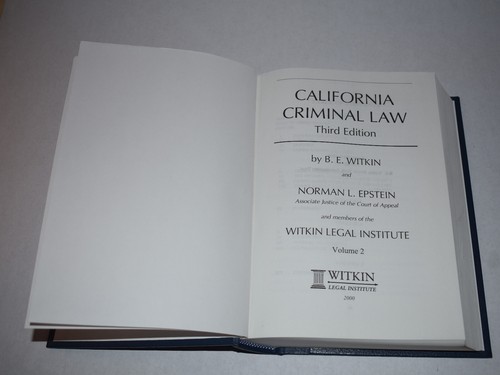 CALIFORNIA
CRIMINAL LAW
Third Edition
by B. E. WITKIN
and
NORMAN L. EPSTEIN
Associate Justice of the Court of Appeal
and members of the
WITKIN LEGAL INSTITUTE
Volume 2
WITKIN
LEGAL INSTITUTE
2000